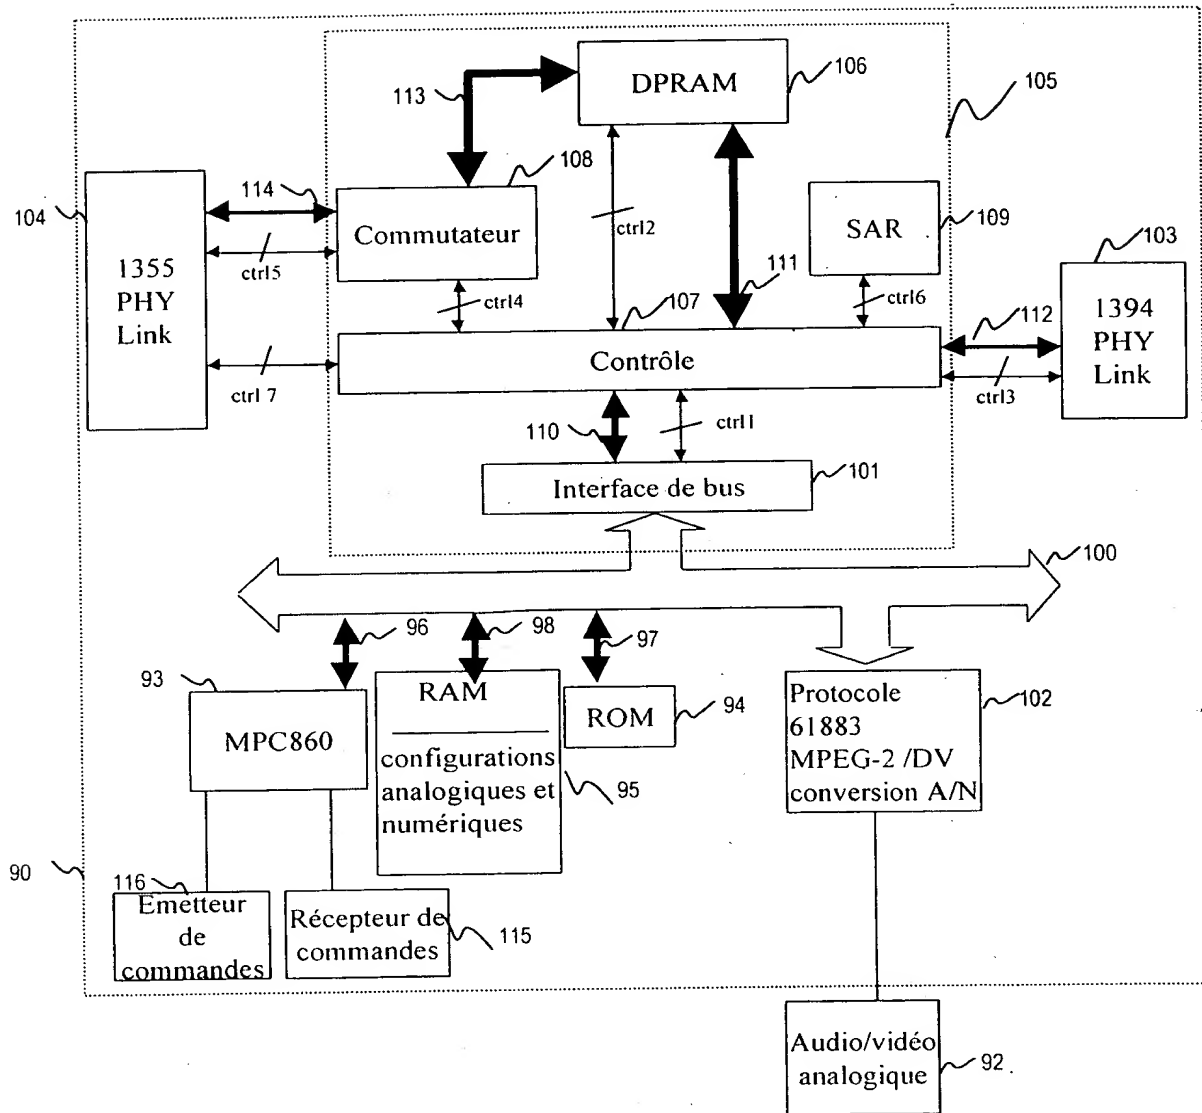 DPRAM
106
105
113
108
114
104
Commutateur
ctrl2
SAR
109
103
ctrl5
1355
PHY
Link
ctrl4
107
111
ctrl6
112
1394
PHY
Link
Contrôle
ctrl 7
ctrl3
110
ctrl1
Interface de bus
101
100
96
98
97
93
MPC860
RAM
configurations
analogiques et
numériques
95
ROM
94
Protocole
61883
MPEG-2 /DV
conversion A/N
102
90
116
Emetteur
de
commandes
Récepteur de
commandes
115
Audio/vidéo
analogique
92